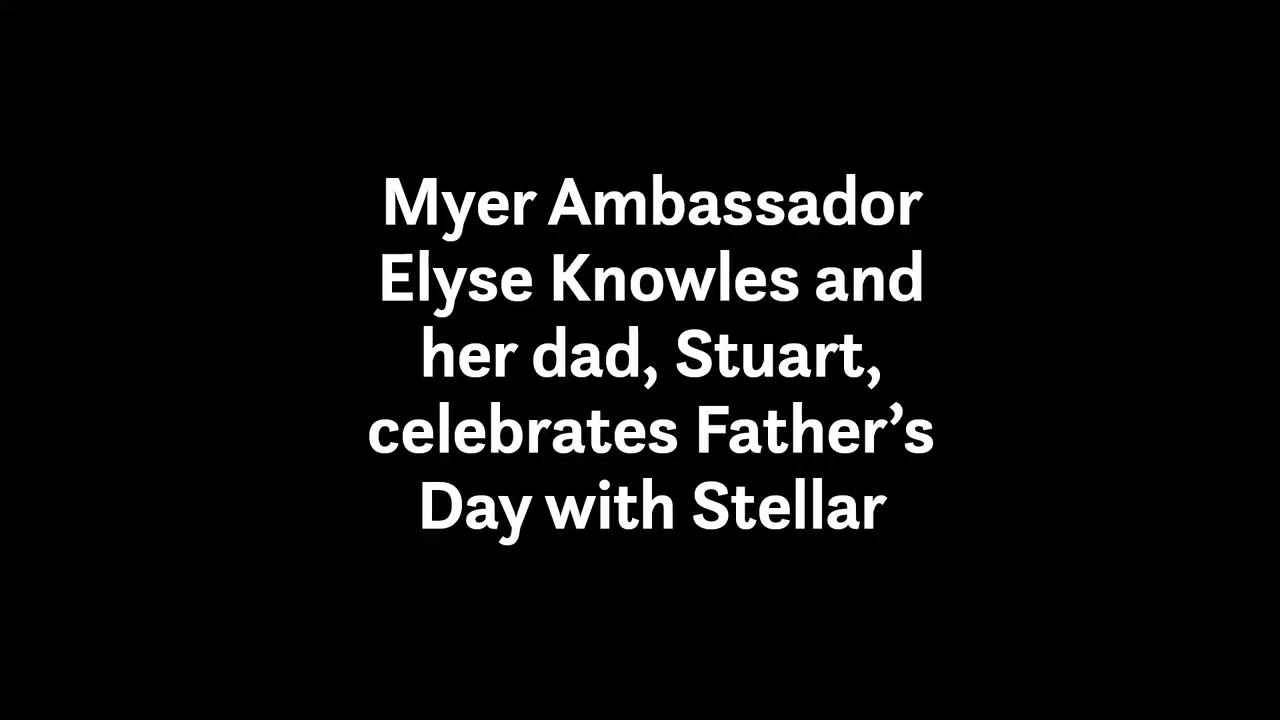 Myer Ambassador
Elyse Knowles and
her dad, Stuart,
celebrates Father’s
Day with Stellar